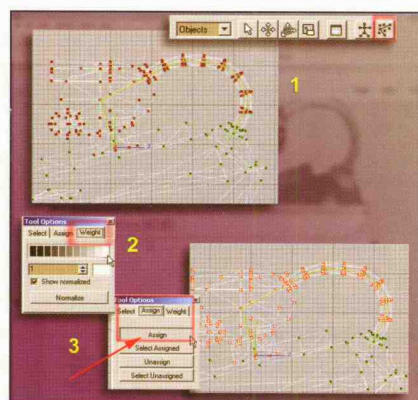 Objects
1
Tool Options
Select Assign Weight
2
1
Show normalized
Normalize
Tool Options
Select Assign Weight
3
Assign
Select Assigned
Unassign
Select Unassigned